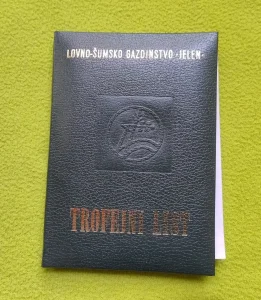 LOVNO-ŠUMSKO GAZDINSTVO »JELEN«
TROFEJNI LIST